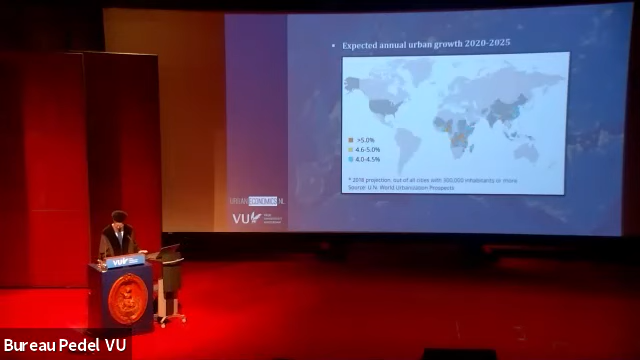 • Expected annual urban growth 2020-2025
>5.0%
4.6-5.0%
4.0-4.5%
* 2018 projection, out of all cities with 300,000 inhabitants or more
Source: U.N. World Urbanization Prospects
URBANECONOMICS.NL
VU
VU
Bureau Pedel VU